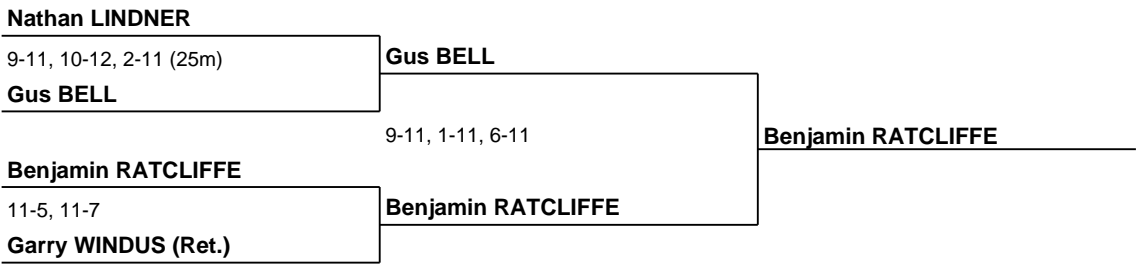 Nathan LINDNER
9-11, 10-12, 2-11 (25m)
Gus BELL
Gus BELL
9-11, 1-11, 6-11
Benjamin RATCLIFFE
Benjamin RATCLIFFE
11-5, 11-7
Benjamin RATCLIFFE
Garry WINDUS (Ret.)